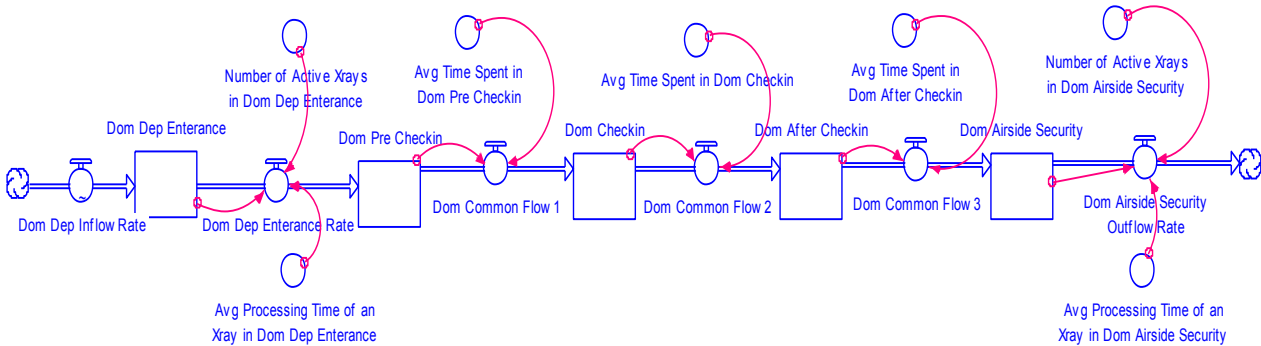 Number of Active Xrays
in Dom Dep Enterance
Avg Time Spent in
Dom Pre Checkin
Avg Time Spent in Dom Checkin
Avg Time Spent in
Dom After Checkin
Number of Active Xrays
in Dom Airside Security
Dom Dep Enterance
Dom Pre Checkin
Dom Checkin
Dom After Checkin
Dom Airside Security
Dom Dep Inflow Rate
Dom Dep Enterance Rate
Dom Common Flow 1
Dom Common Flow 2
Dom Common Flow 3
Dom Airside Security
Outflow Rate
Avg Processing Time of an
Xray in Dom Dep Enterance
Avg Processing Time of an
Xray in Dom Airside Security